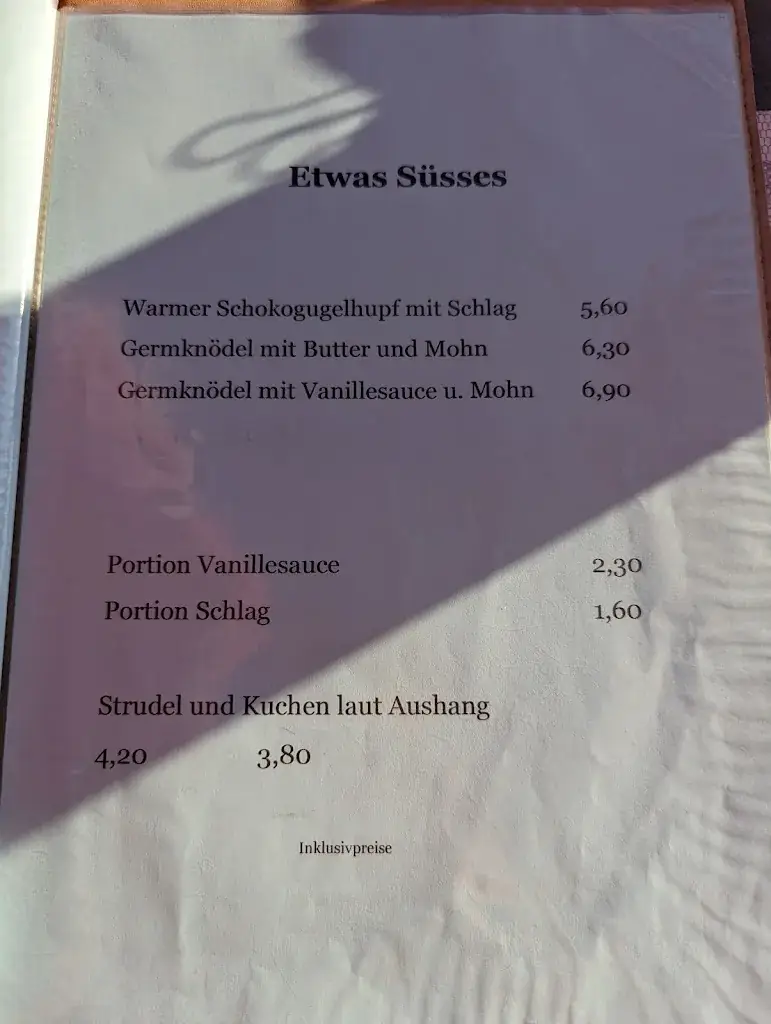 Etwas Süsses
Warmer Schokogugelhupf mit Schlag 5,60
Germknödel mit Butter und Mohn 6,30
Germknödel mit Vanillesauce u. Mohn 6,90
Portion Vanillesauce 2,30
Portion Schlag 1,60
Strudel und Kuchen laut Aushang
4,20 3,80
Inklusivpreise